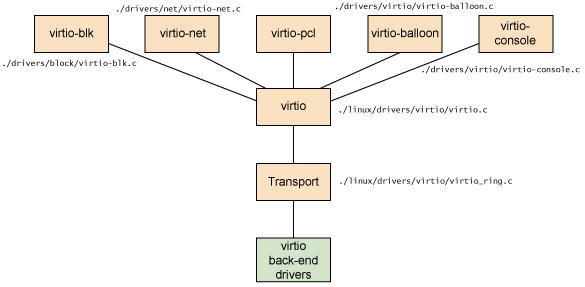 ./drivers/net/virtio-net.c
./drivers/virtio/virtio-balloon.c
virtio-blk
virtio-net
virtio-pcl
virtio-balloon
virtio-
console
./drivers/block/virtio-blk.c
./drivers/virtio/virtio-console.c
virtio
./linux/drivers/virtio/virtio.c
Transport
./linux/drivers/virtio/virtio_ring.c
virtio
back-end
drivers